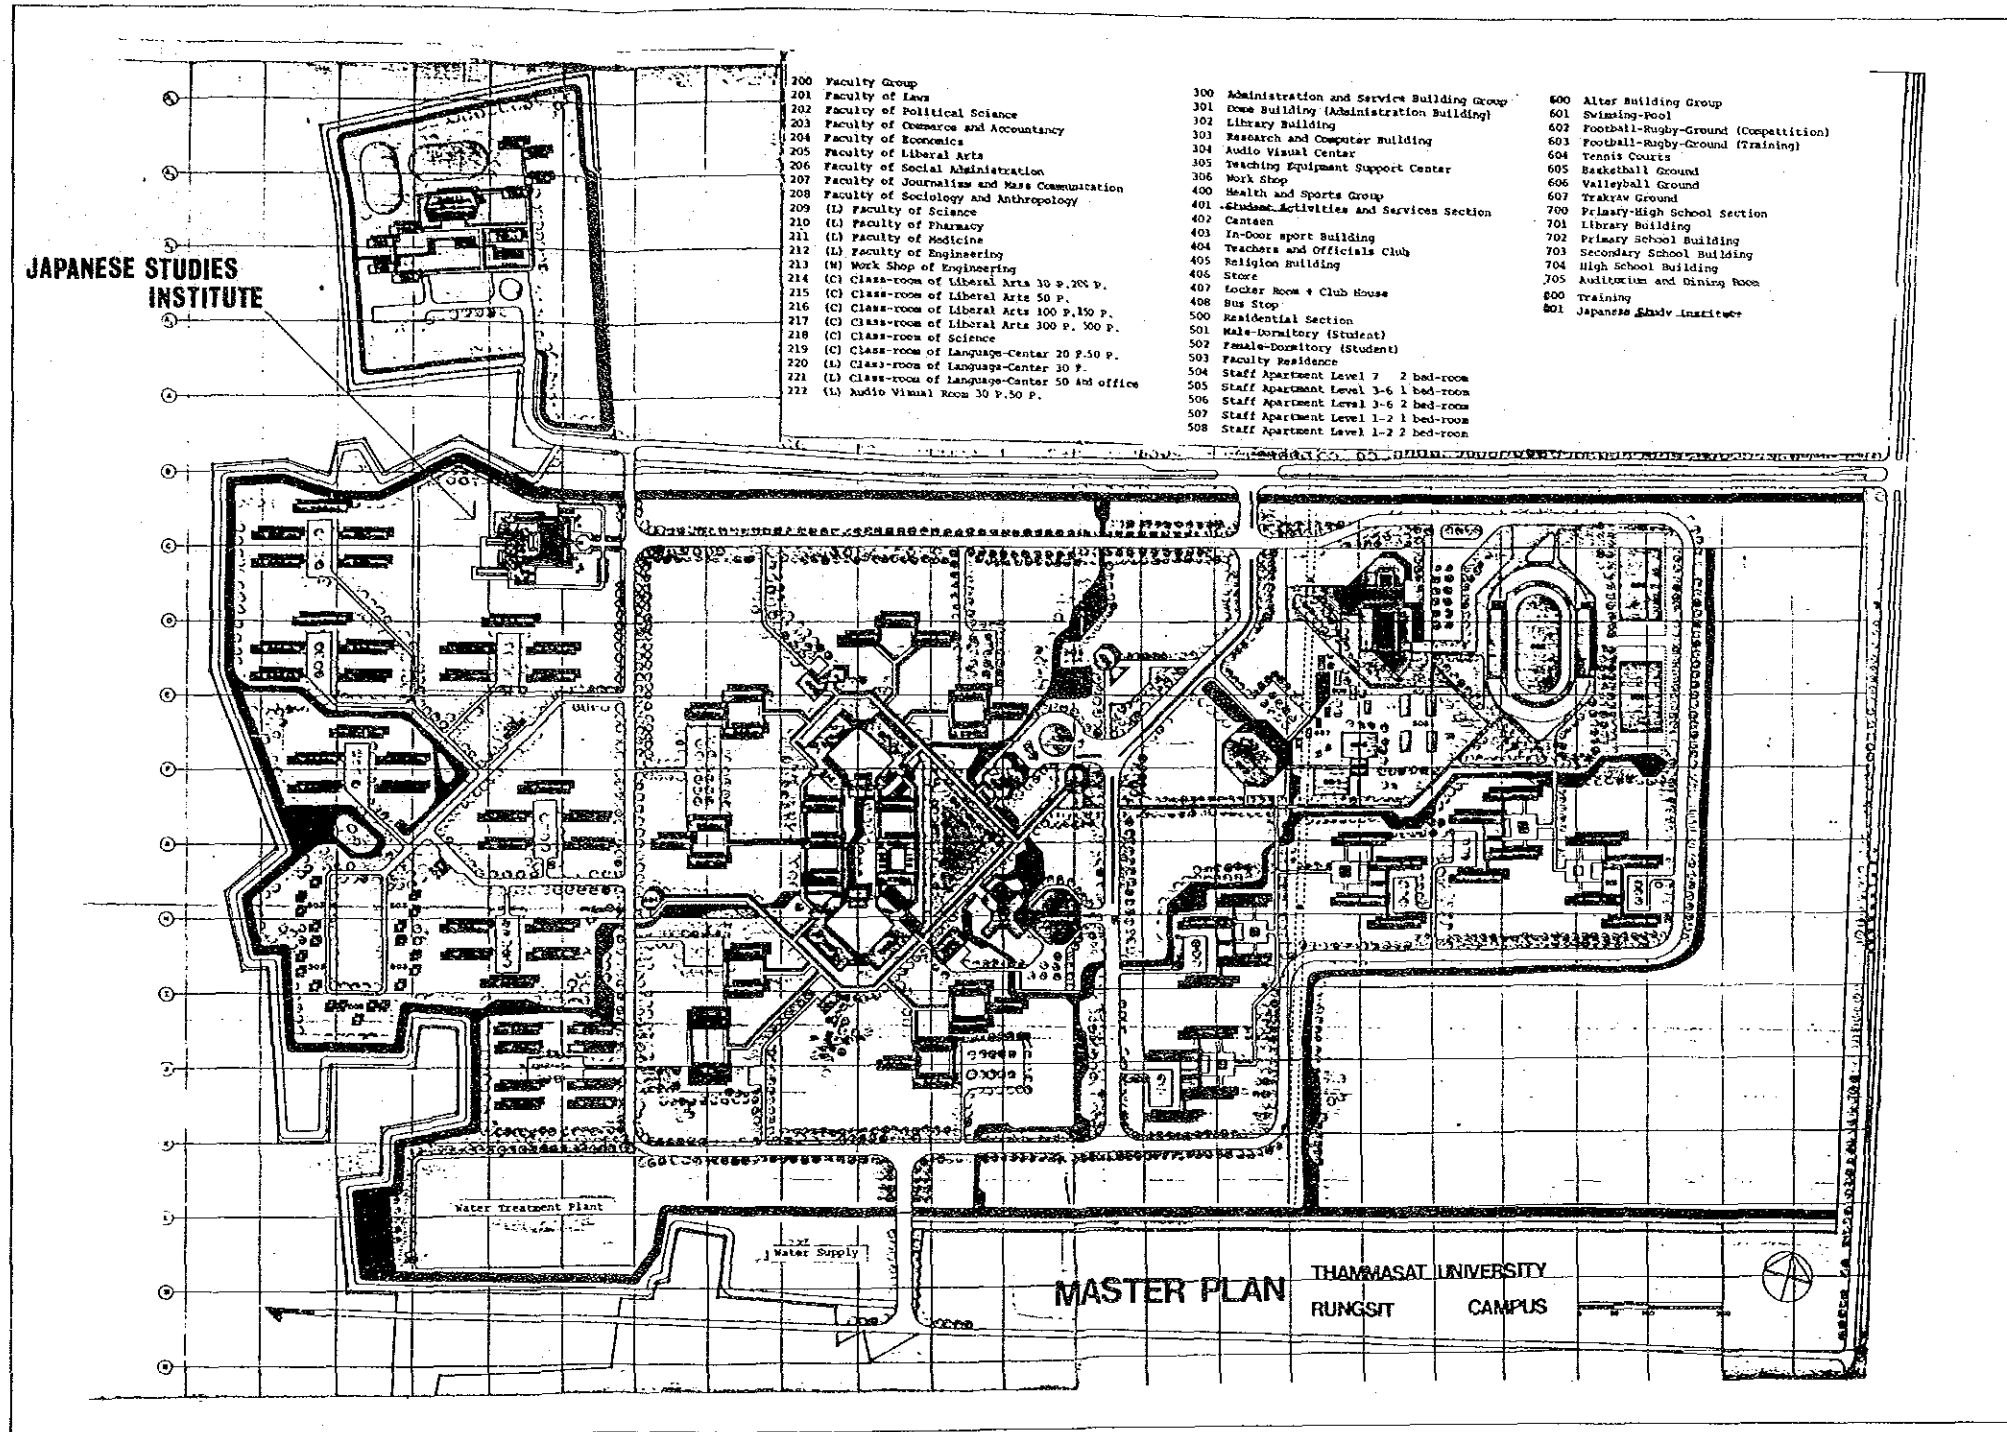 JAPANESE STUDIES
INSTITUTE
200 Faculty Group
201 Faculty of Laws
202 Faculty of Political Science
203 Faculty of Commerce and Accountancy
204 Faculty of Economics
205 Faculty of Liberal Arts
206 Faculty of Social Administration
207 Faculty of Journalism and Mass Communication
208 Faculty of Sociology and Anthropology
209 (L) Faculty of Science
210 (L) Faculty of Pharmacy
211 (L) Faculty of Medicine
212 (L) Faculty of Engineering
213 (W) Work Shop of Engineering
214 (C) Class-room of Liberal Arts 30 P.20 P.
215 (C) Class-room of Liberal Arts 50 P.
216 (C) Class-room of Liberal Arts 100 P.150 P.
217 (C) Class-room of Liberal Arts 300 P. 500 P.
218 (C) Class-room of Science
219 (C) Class-room of Language-Center 20 P.50 P.
220 (L) Class-room of Language-Center 30 P.
221 (L) Class-room of Language-Center 50 and office
222 (L) Audio Visual Room 30 P.50 P.
300 Administration and Service Building Group
301 Dome Building (Administration Building)
302 Library Building
303 Research and Computer Building
304 Audio Visual Center
305 Teaching Equipment Support Center
306 Work Shop
400 Health and Sports Group
401 Student Activities and Services Section
402 Canteen
403 In-Door sport Building
404 Teachers and Officials Club
405 Religion Building
406 Store
407 Locker Room + Club House
408 Bus Stop
500 Residential Section
501 Male-Dormitory (Student)
502 Female-Dormitory (Student)
503 Faculty Residence
504 Staff Apartment Level 7 2 bed-room
505 Staff Apartment Level 3-6 1 bed-room
506 Staff Apartment Level 3-6 2 bed-room
507 Staff Apartment Level 1-2 1 bed-room
508 Staff Apartment Level 1-2 2 bed-room
600 Alter Building Group
601 Swimming-Pool
602 Football-Rugby-Ground (Compettition)
603 Football-Rugby-Ground (Training)
604 Tennis Courts
605 Basketball Ground
606 Valleyball Ground
607 Trakraw Ground
700 Primary-High School Section
701 Library Building
702 Primary School Building
703 Secondary School Building
704 High School Building
705 Auditorium and Dining Room
800 Training
801 Japanese Study Institute
Water Treatment Plant
Water Supply
MASTER PLAN
THAMMASAT UNIVERSITY
RUNGSIT CAMPUS